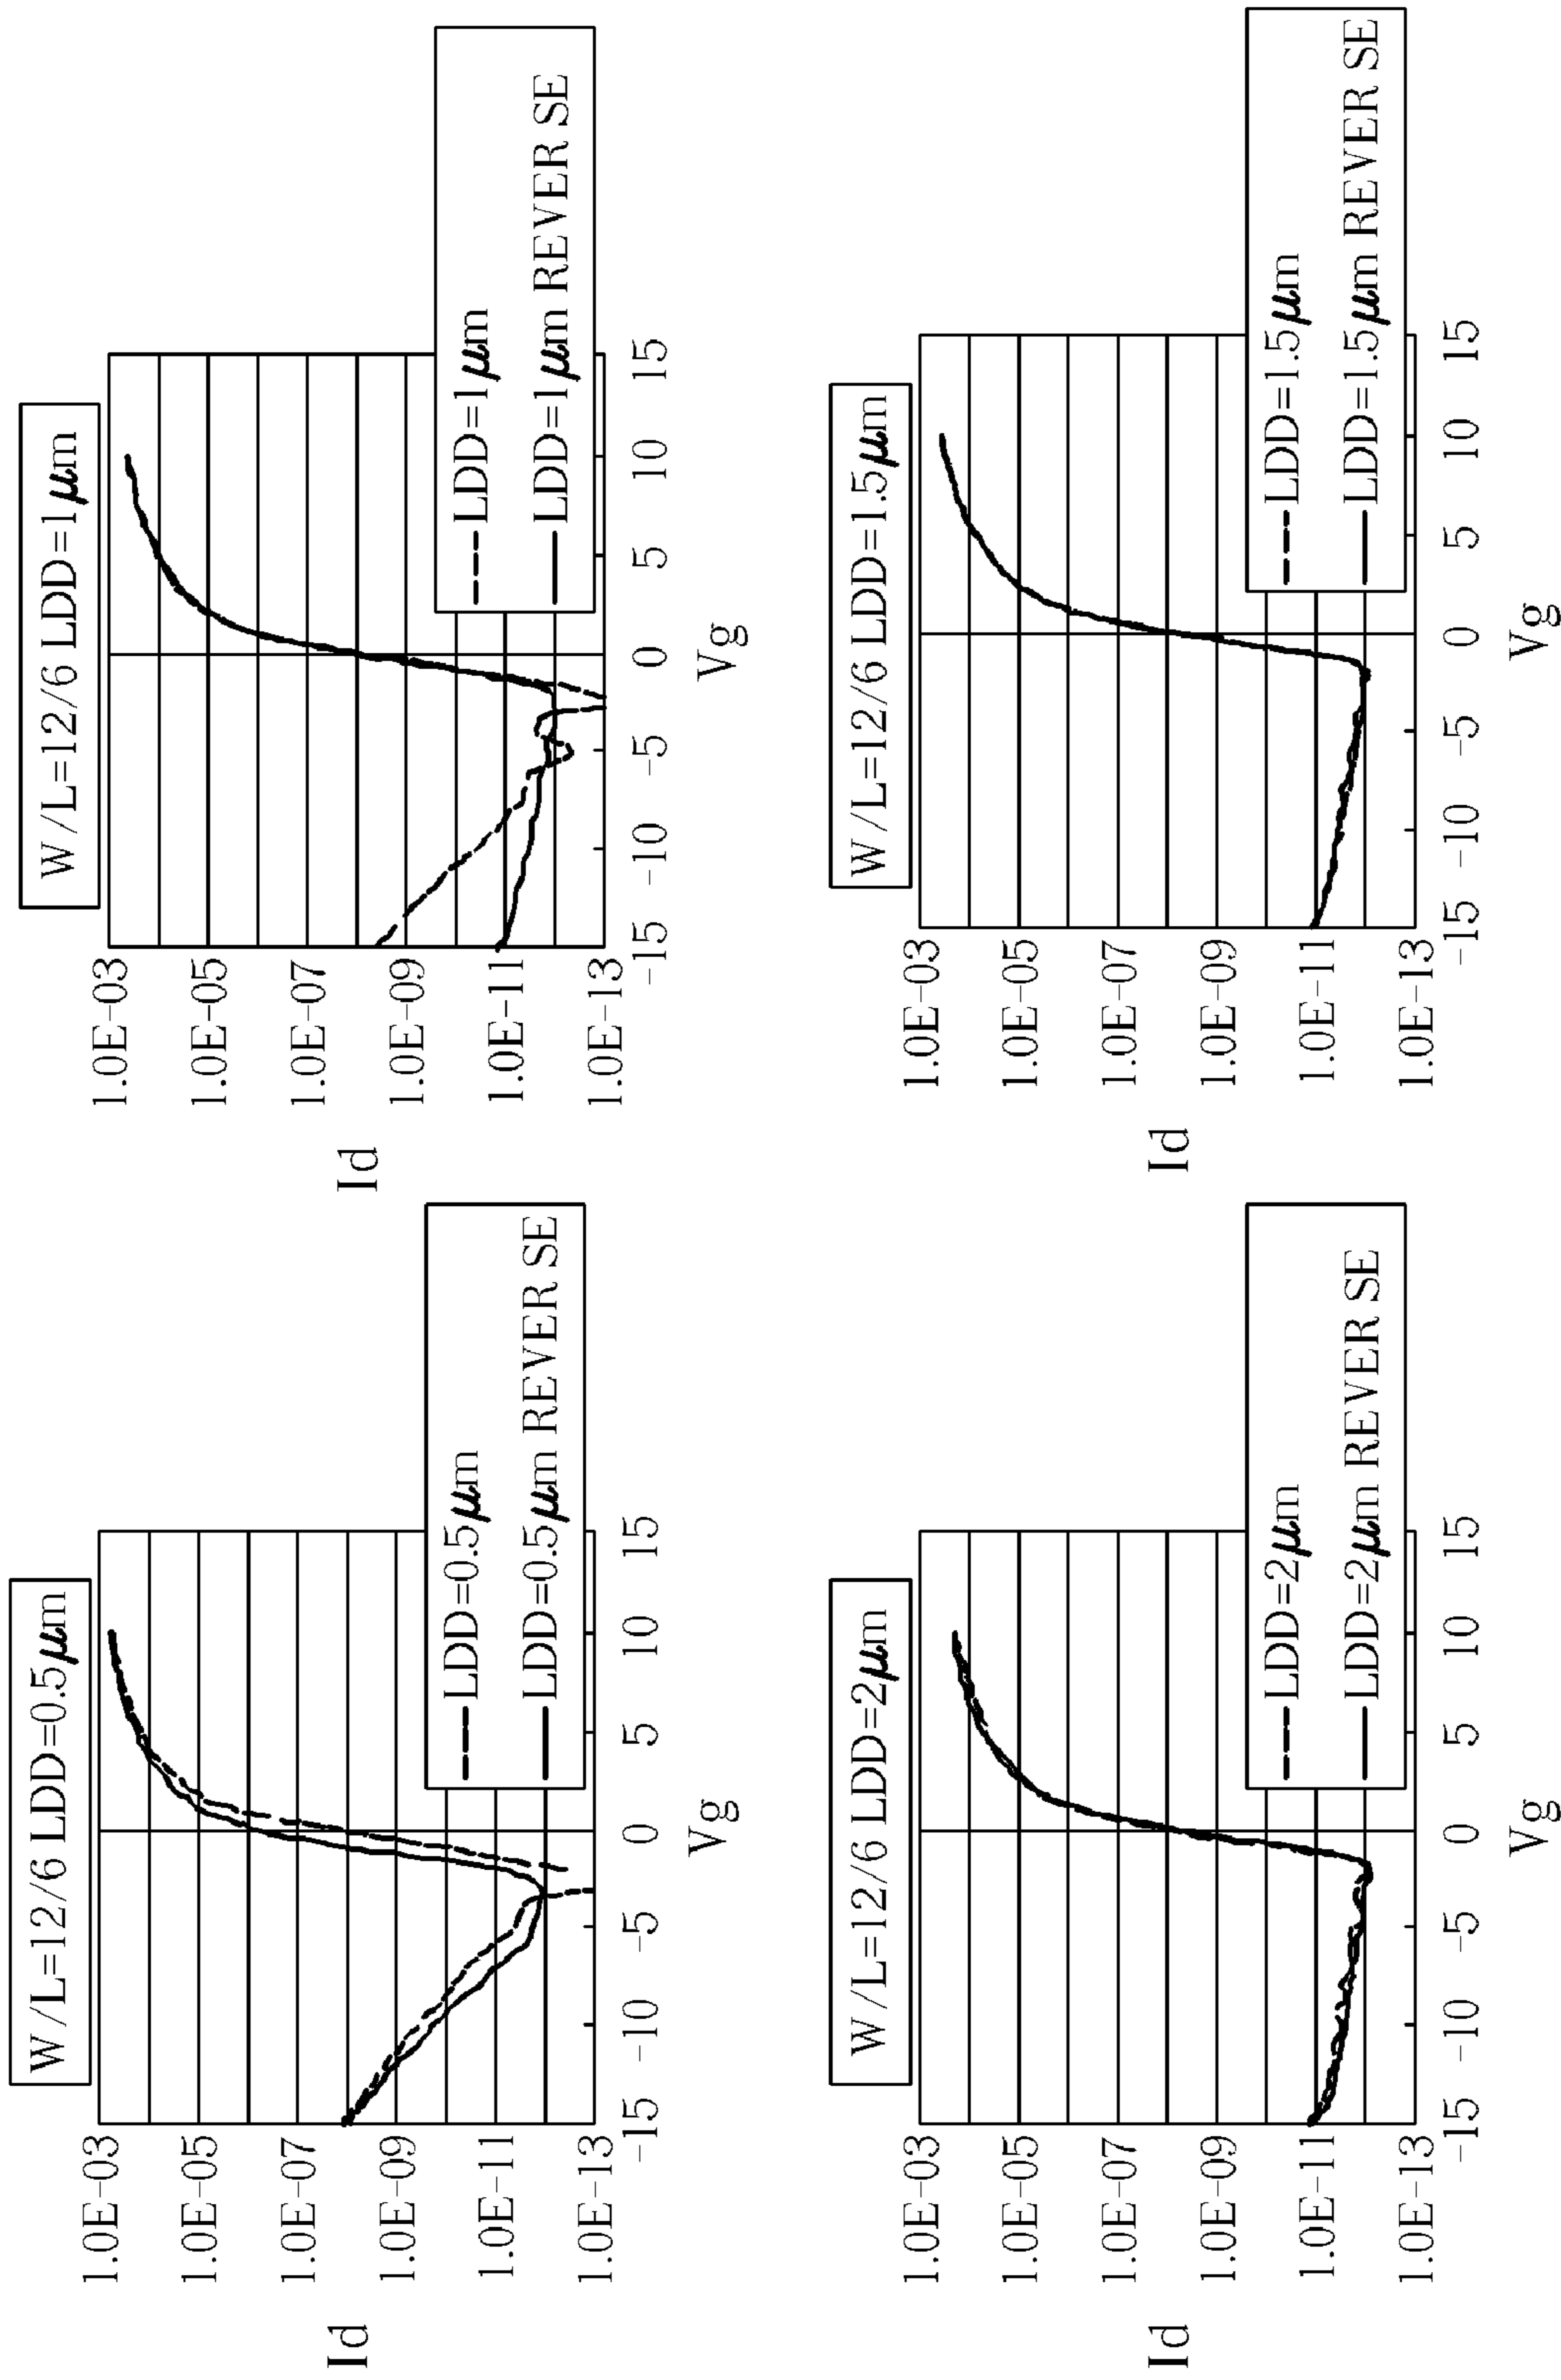 W/L=12/6 LDD=0.5μm
1.0E-03
1.0E-05
1.0E-07
1.0E-09
1.0E-11
1.0E-13
Id
-15 -10 -5 0 5 10 15
Vg
LDD=0.5μm
LDD=0.5μm REVER SE
W/L=12/6 LDD=1μm
1.0E-03
1.0E-05
1.0E-07
1.0E-09
1.0E-11
1.0E-13
Id
-15 -10 -5 0 5 10 15
Vg
LDD=1μm
LDD=1μm REVER SE
W/L=12/6 LDD=2μm
1.0E-03
1.0E-05
1.0E-07
1.0E-09
1.0E-11
1.0E-13
Id
-15 -10 -5 0 5 10 15
Vg
LDD=2μm
LDD=2μm REVER SE
W/L=12/6 LDD=1.5μm
1.0E-03
1.0E-05
1.0E-07
1.0E-09
1.0E-11
1.0E-13
Id
-15 -10 -5 0 5 10 15
Vg
LDD=1.5μm
LDD=1.5μm REVER SE